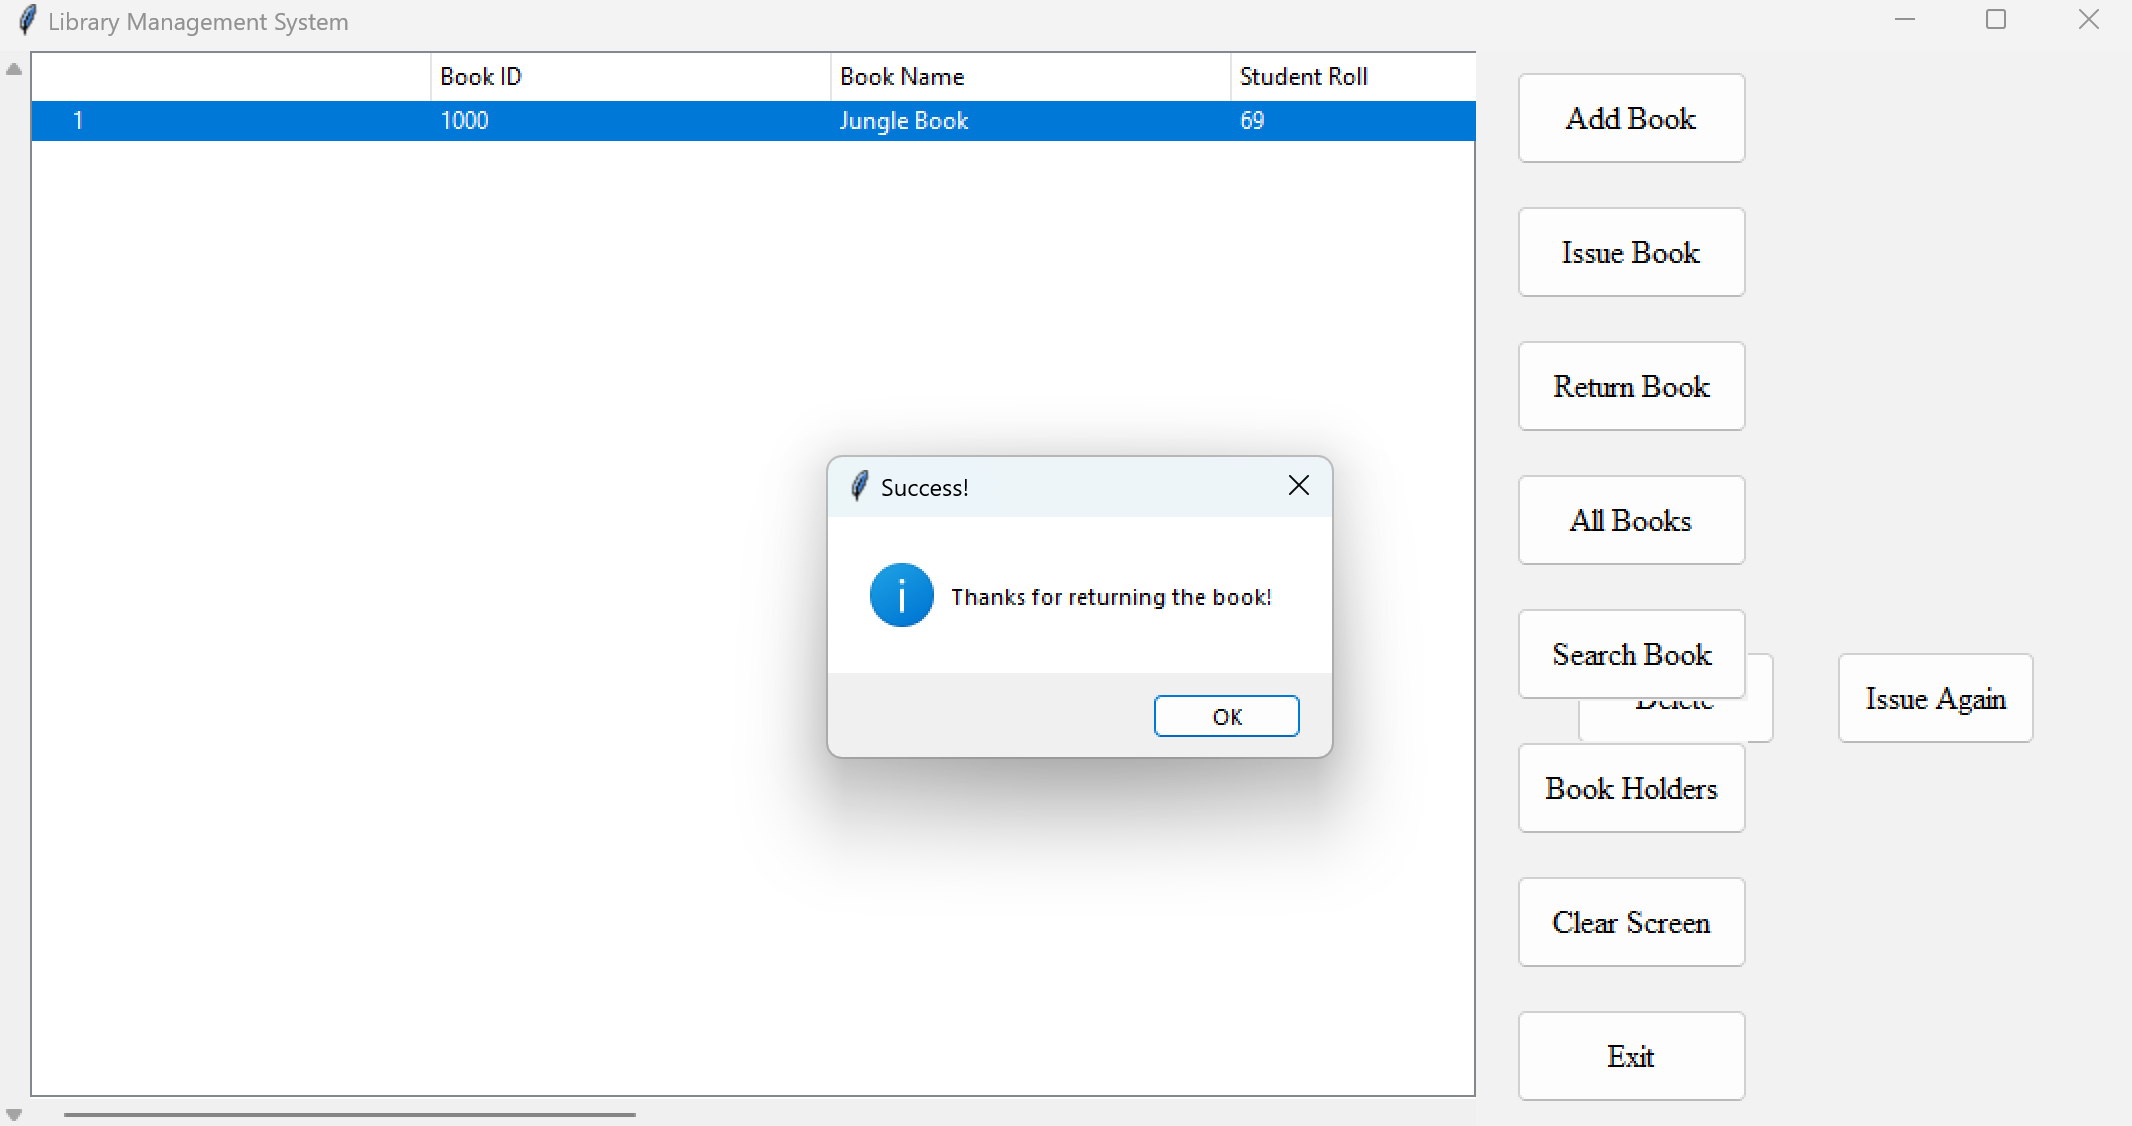 Library Management System
Book ID Book Name Student Roll
1 1000 Jungle Book 69
Success!
Thanks for returning the book!
OK
Add Book
Issue Book
Return Book
All Books
Search Book
Delete
Issue Again
Book Holders
Clear Screen
Exit